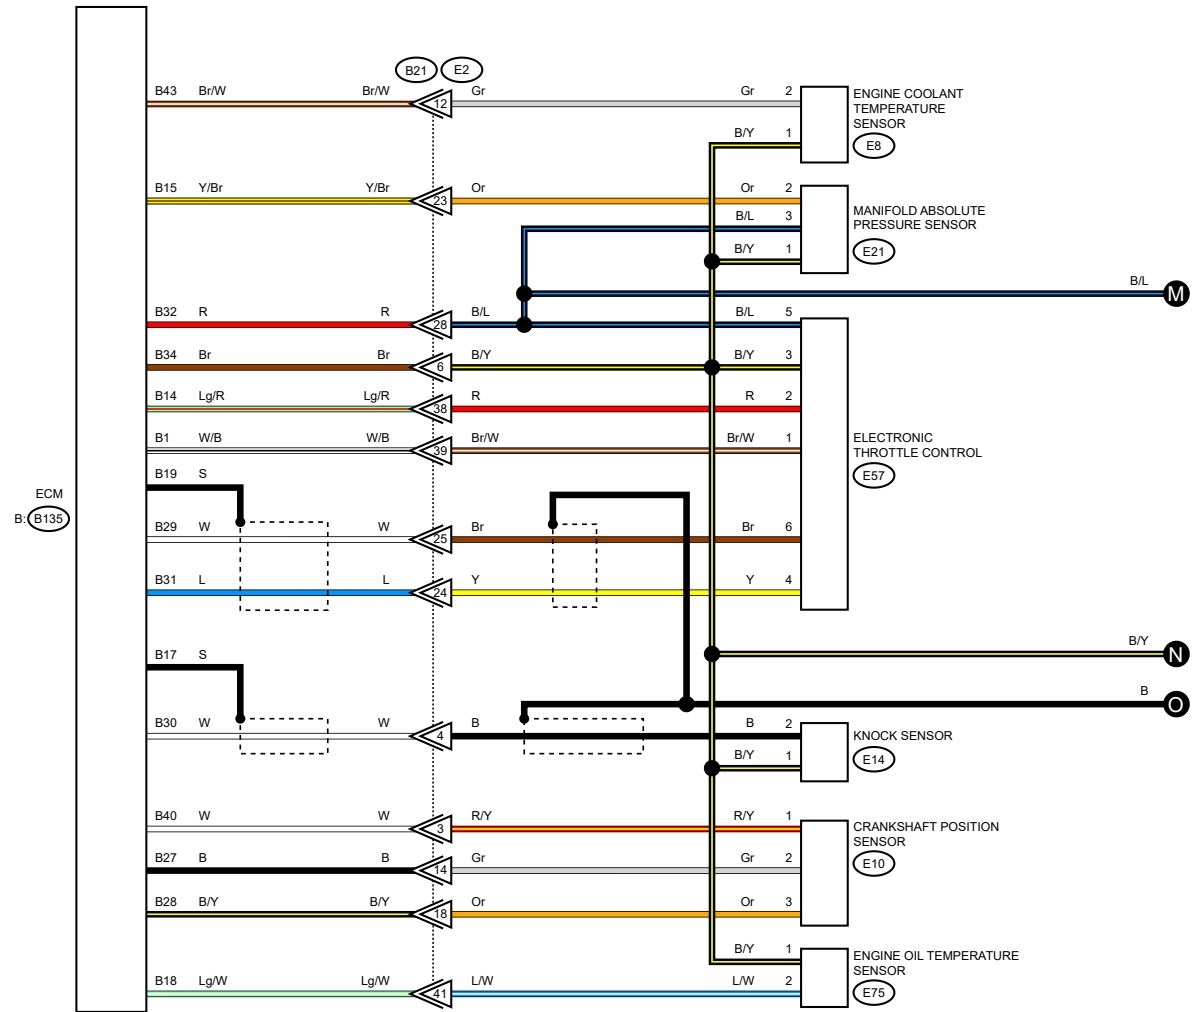 B21 E2
B43 Br/W Br/W 12 Gr Gr 2
ENGINE COOLANT
TEMPERATURE
SENSOR
B/Y 1
E8
B15 Y/Br Y/Br 23 Or Or 2
B/L 3
MANIFOLD ABSOLUTE
PRESSURE SENSOR
B/Y 1
E21
B/L M
B32 R R 28 B/L B/L 5
B34 Br Br 6 B/Y B/Y 3
B14 Lg/R Lg/R 38 R R 2
B1 W/B W/B 39 Br/W Br/W 1
ELECTRONIC
THROTTLE CONTROL
E57
B19 S
ECM
B: B135
B29 W W 25 Br Br 6
B31 L L 24 Y Y 4
B/Y N
B17 S
B O
B30 W W 4 B B 2
KNOCK SENSOR
B/Y 1
E14
B40 W W 3 R/Y R/Y 1
CRANKSHAFT POSITION
SENSOR
B27 B B 14 Gr Gr 2
E10
B28 B/Y B/Y 18 Or Or 3
B/Y 1
ENGINE OIL TEMPERATURE
SENSOR
B18 Lg/W Lg/W 41 L/W L/W 2
E75